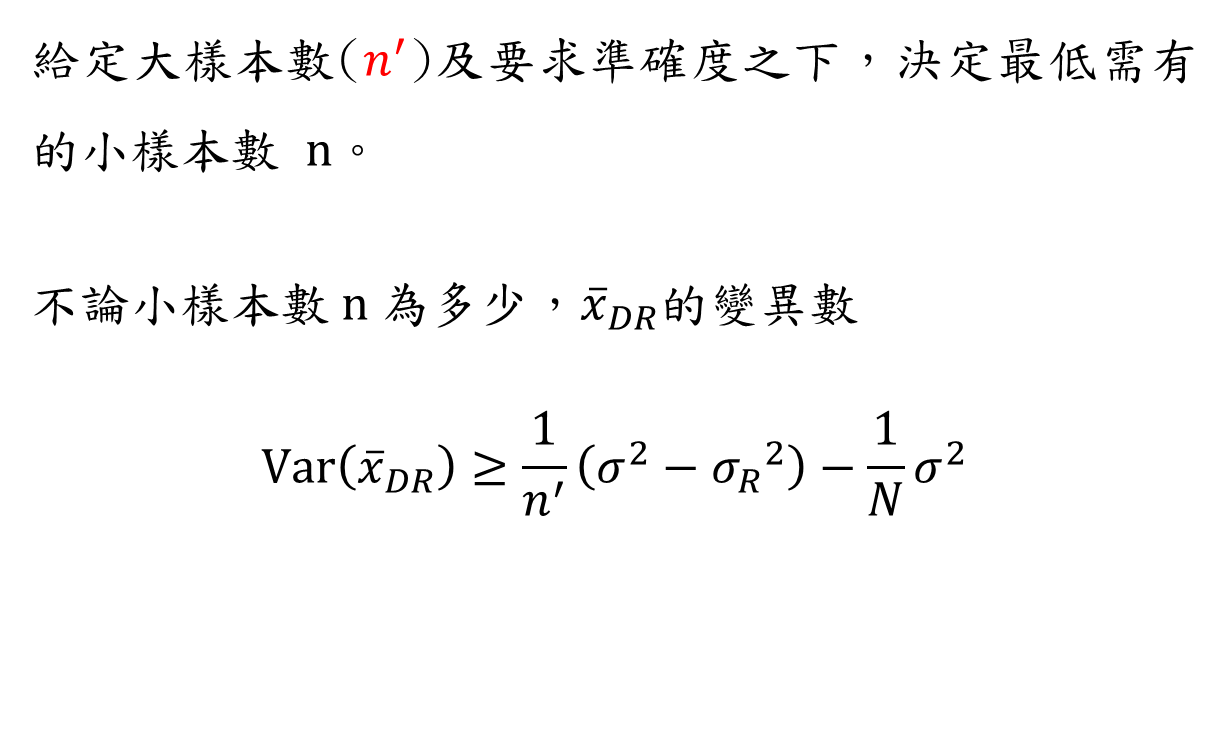 給定大樣本數(n′)及要求準確度之下，決定最低需有
的小樣本數 n。
不論小樣本數 n 為多少，x̄_DR的變異數
Var(x̄_DR) ≥ 1/n′ (σ² − σ_R²) − 1/N σ²